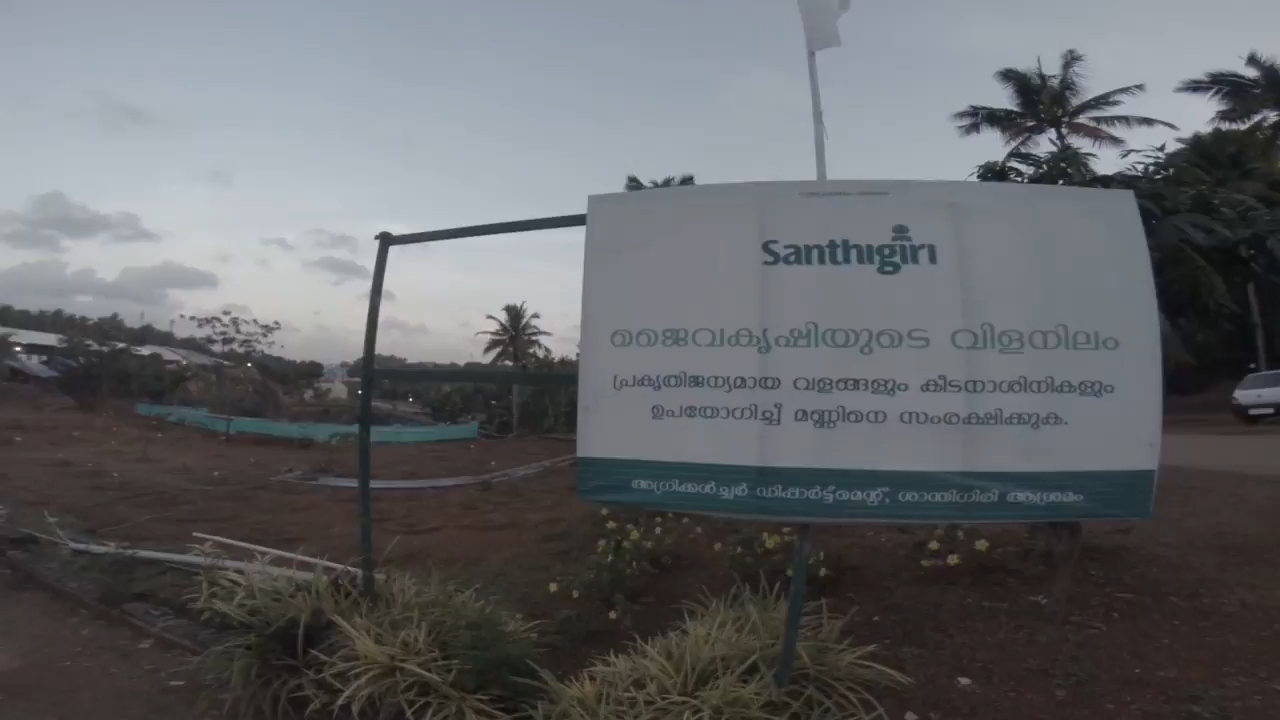 Santhigiri
ജൈവകൃഷിയുടെ വിളനിലം
പ്രകൃതിജന്യമായ വളങ്ങളും കീടനാശിനികളും
ഉപയോഗിച്ച് മണ്ണിനെ സംരക്ഷിക്കുക.
അഗ്രിക്കൾച്ചർ ഡിപ്പാർട്ട്മെന്റ്, ശാന്തിഗിരി ആശ്രമം